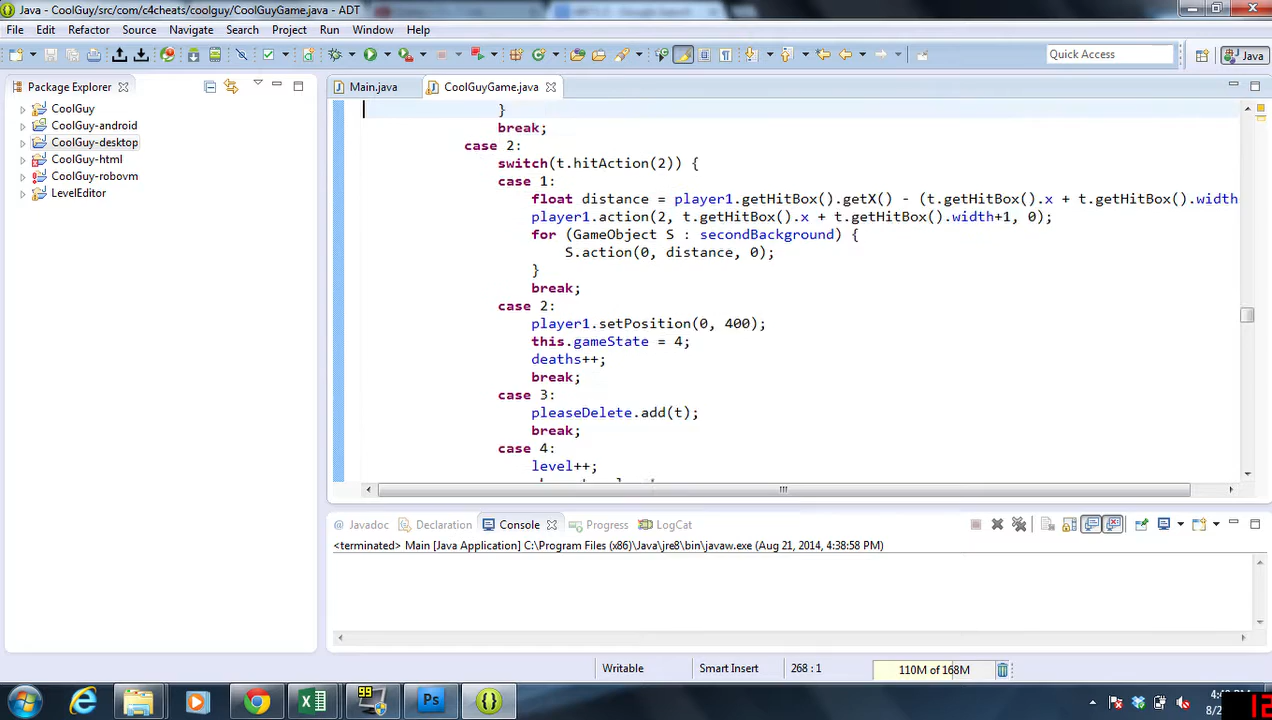 Java - CoolGuy/src/com/c4cheats/coolguy/CoolGuyGame.java - ADT
File Edit Refactor Source Navigate Search Project Run Window Help
Quick Access
Java
Package Explorer
CoolGuy
CoolGuy-android
CoolGuy-desktop
CoolGuy-html
CoolGuy-robovm
LevelEditor
Main.java CoolGuyGame.java
}
break;
case 2:
switch(t.hitAction(2)) {
case 1:
float distance = player1.getHitBox().getX() - (t.getHitBox().x + t.getHitBox().width
player1.action(2, t.getHitBox().x + t.getHitBox().width+1, 0);
for (GameObject S : secondBackground) {
S.action(0, distance, 0);
}
break;
case 2:
player1.setPosition(0, 400);
this.gameState = 4;
deaths++;
break;
case 3:
pleaseDelete.add(t);
break;
case 4:
level++;
@ Javadoc Declaration Console Progress LogCat
<terminated> Main [Java Application] C:\Program Files (x86)\Java\jre8\bin\javaw.exe (Aug 21, 2014, 4:38:58 PM)
Writable Smart Insert 268 : 1 110M of 168M
99
Ps